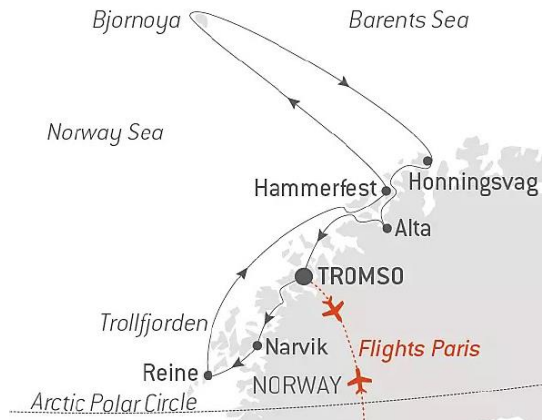 Bjornoya
Barents Sea
Norway Sea
Hammerfest
Honningsvag
Alta
TROMSO
Trollfjorden
Narvik
Flights Paris
Reine
NORWAY
Arctic Polar Circle